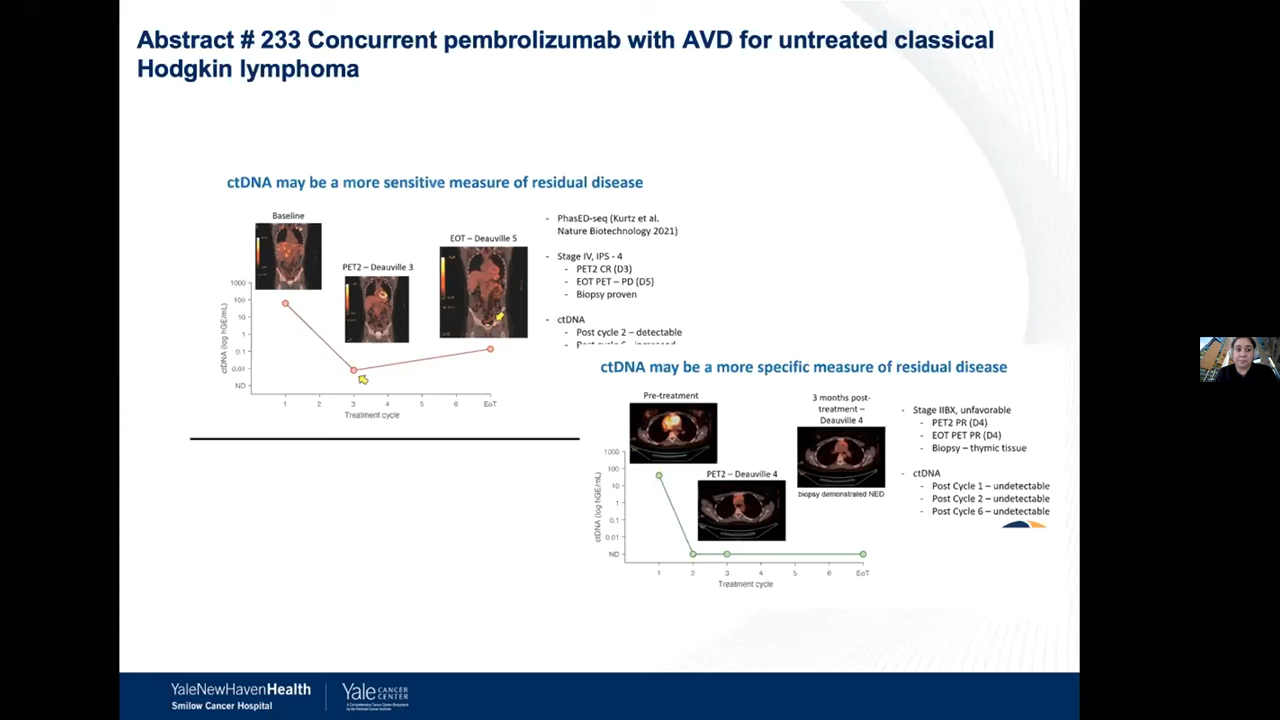 Abstract # 233 Concurrent pembrolizumab with AVD for untreated classical
Hodgkin lymphoma
ctDNA may be a more sensitive measure of residual disease
Baseline
PET2 – Deauville 3
EOT – Deauville 5
ctDNA (log hGE/mL)
1000
100
10
1
0.1
0.01
ND
1 2 3 4 5 6 EoT
Treatment cycle
- PhasED-seq (Kurtz et al.
Nature Biotechnology 2021)
- Stage IV, IPS - 4
- PET2 CR (D3)
- EOT PET – PD (D5)
- Biopsy proven
- ctDNA
- Post cycle 2 – detectable
ctDNA may be a more specific measure of residual disease
Pre-treatment
PET2 – Deauville 4
3 months post-
treatment –
Deauville 4
biopsy demonstrated NED
ctDNA (log hGE/mL)
1000
100
10
1
0.1
0.01
ND
1 2 3 4 5 6 EoT
Treatment cycle
- Stage IIBX, unfavorable
- PET2 PR (D4)
- EOT PET PR (D4)
- Biopsy – thymic tissue
- ctDNA
- Post Cycle 1 – undetectable
- Post Cycle 2 – undetectable
- Post Cycle 6 – undetectable
YaleNewHavenHealth
Smilow Cancer Hospital
Yale CANCER
CENTER